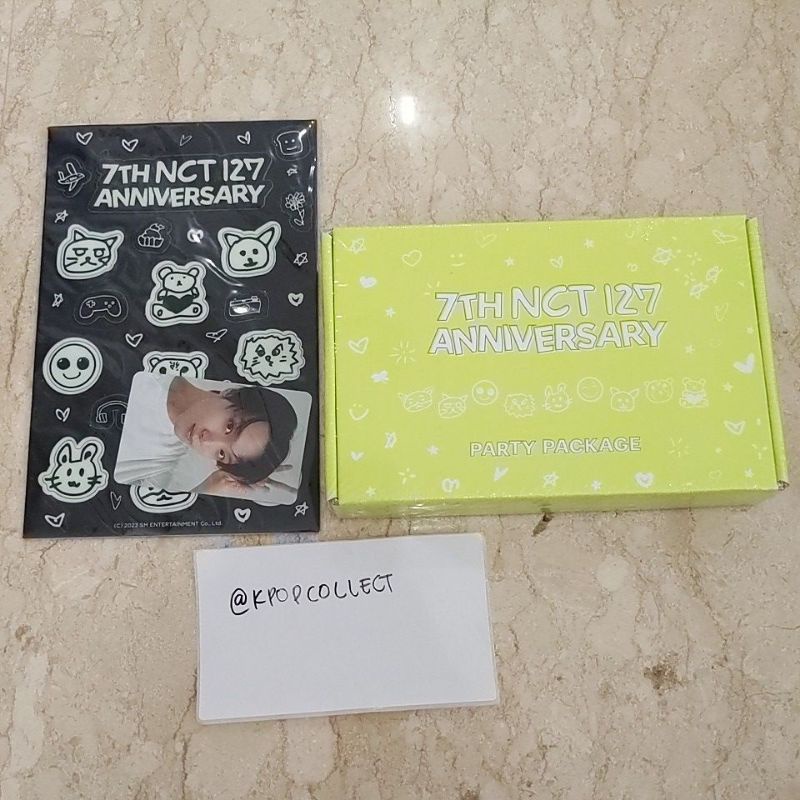 7TH NCT 127
ANNIVERSARY
(C) 2023 SM ENTERTAINMENT Co., Ltd.
7TH NCT 127
ANNIVERSARY
PARTY PACKAGE
@KPOPCOLLECT